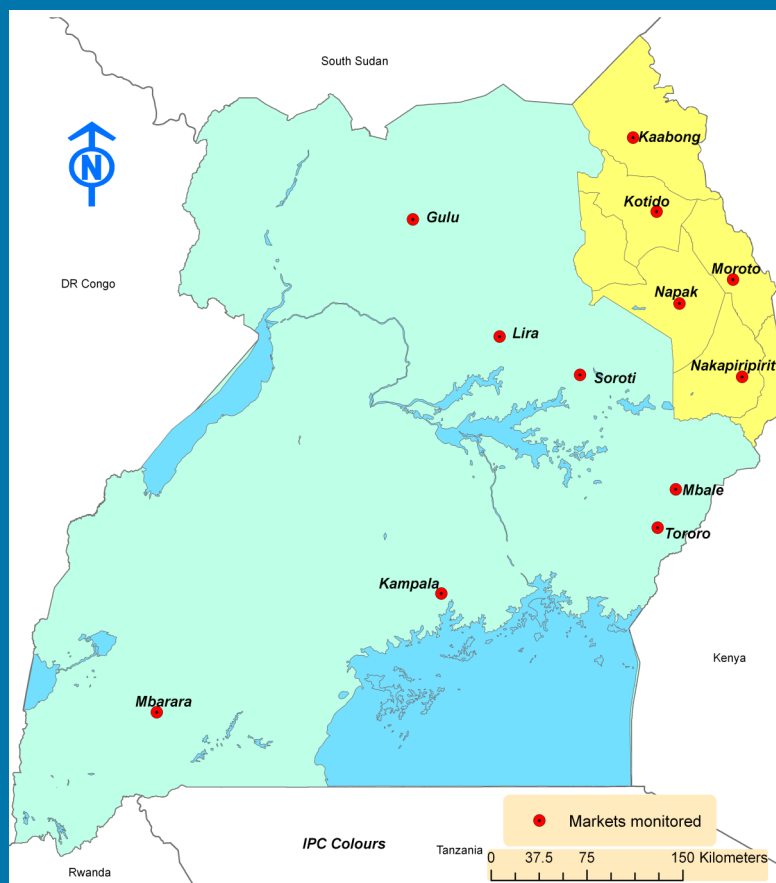 South Sudan
N
Kaabong
Kotido
Gulu
Moroto
DR Congo
Napak
Lira
Nakapiripirit
Soroti
Mbale
Tororo
Kampala
Kenya
Mbarara
Markets monitored
IPC Colours
Tanzania
0 37.5 75 150 Kilometers
Rwanda